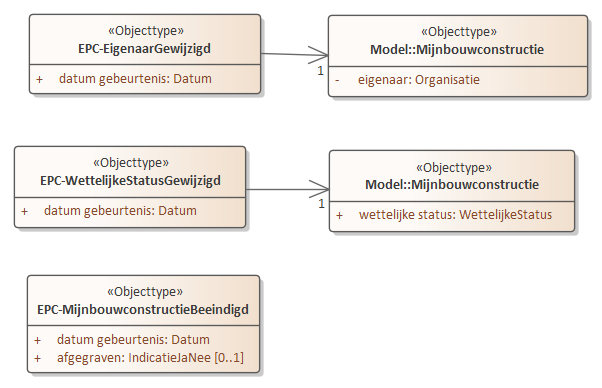 «Objecttype»
EPC-EigenaarGewijzigd
+ datum gebeurtenis: Datum
1
«Objecttype»
Model::Mijnbouwconstructie
- eigenaar: Organisatie
«Objecttype»
EPC-WettelijkeStatusGewijzigd
+ datum gebeurtenis: Datum
1
«Objecttype»
Model::Mijnbouwconstructie
+ wettelijke status: WettelijkeStatus
«Objecttype»
EPC-MijnbouwconstructieBeeindigd
+ datum gebeurtenis: Datum
+ afgegraven: IndicatieJaNee [0..1]